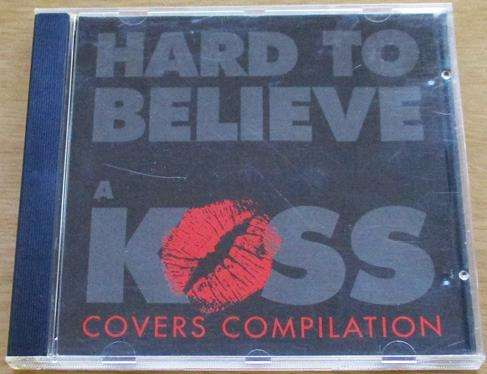 HARD TO
BELIEVE
A
KISS
COVERS COMPILATION